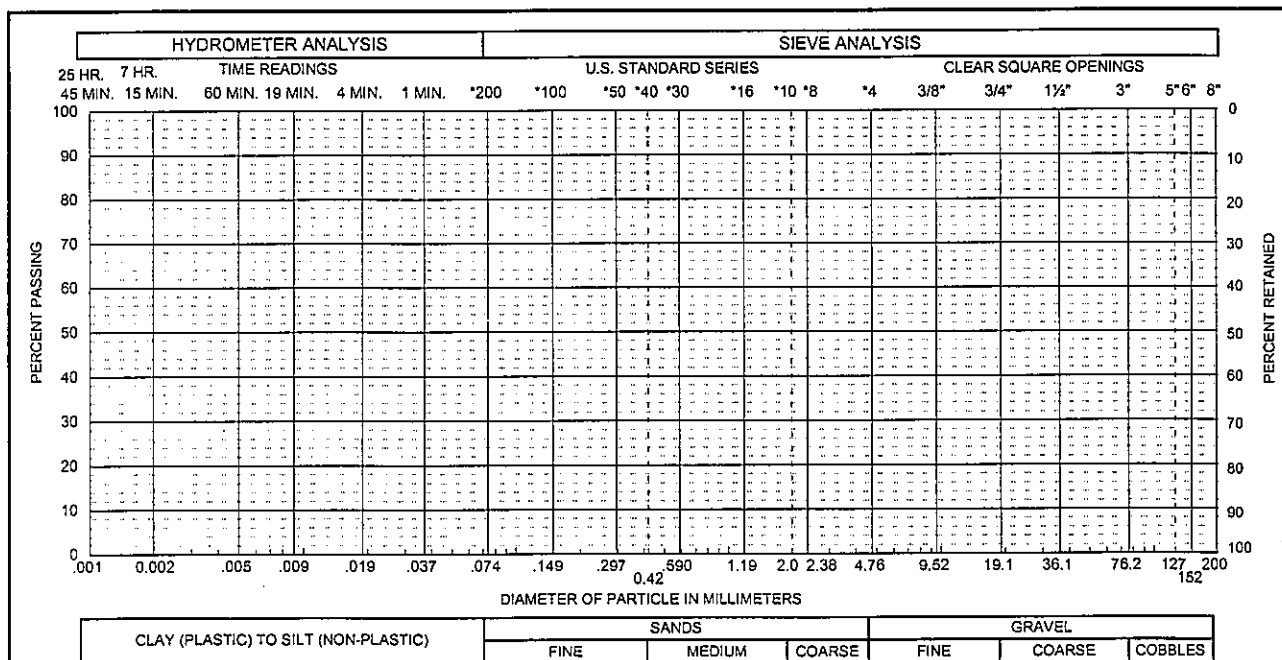 HYDROMETER ANALYSIS SIEVE ANALYSIS
25 HR. 7 HR. TIME READINGS U.S. STANDARD SERIES CLEAR SQUARE OPENINGS
45 MIN. 15 MIN. 60 MIN. 19 MIN. 4 MIN. 1 MIN. *200 *100 *50 *40 *30 *16 *10 *8 *4 3/8" 3/4" 1½" 3" 5" 6" 8"
100 0
90 10
80 20
70 30
60 40
50 50
40 60
30 70
20 80
10 90
0 100
PERCENT PASSING
PERCENT RETAINED
.001 0.002 .005 .009 .019 .037 .074 .149 .297 .590 1.19 2.0 2.38 4.76 9.52 19.1 36.1 76.2 127 200
0.42 152
DIAMETER OF PARTICLE IN MILLIMETERS
CLAY (PLASTIC) TO SILT (NON-PLASTIC) SANDS GRAVEL
FINE MEDIUM COARSE FINE COARSE COBBLES